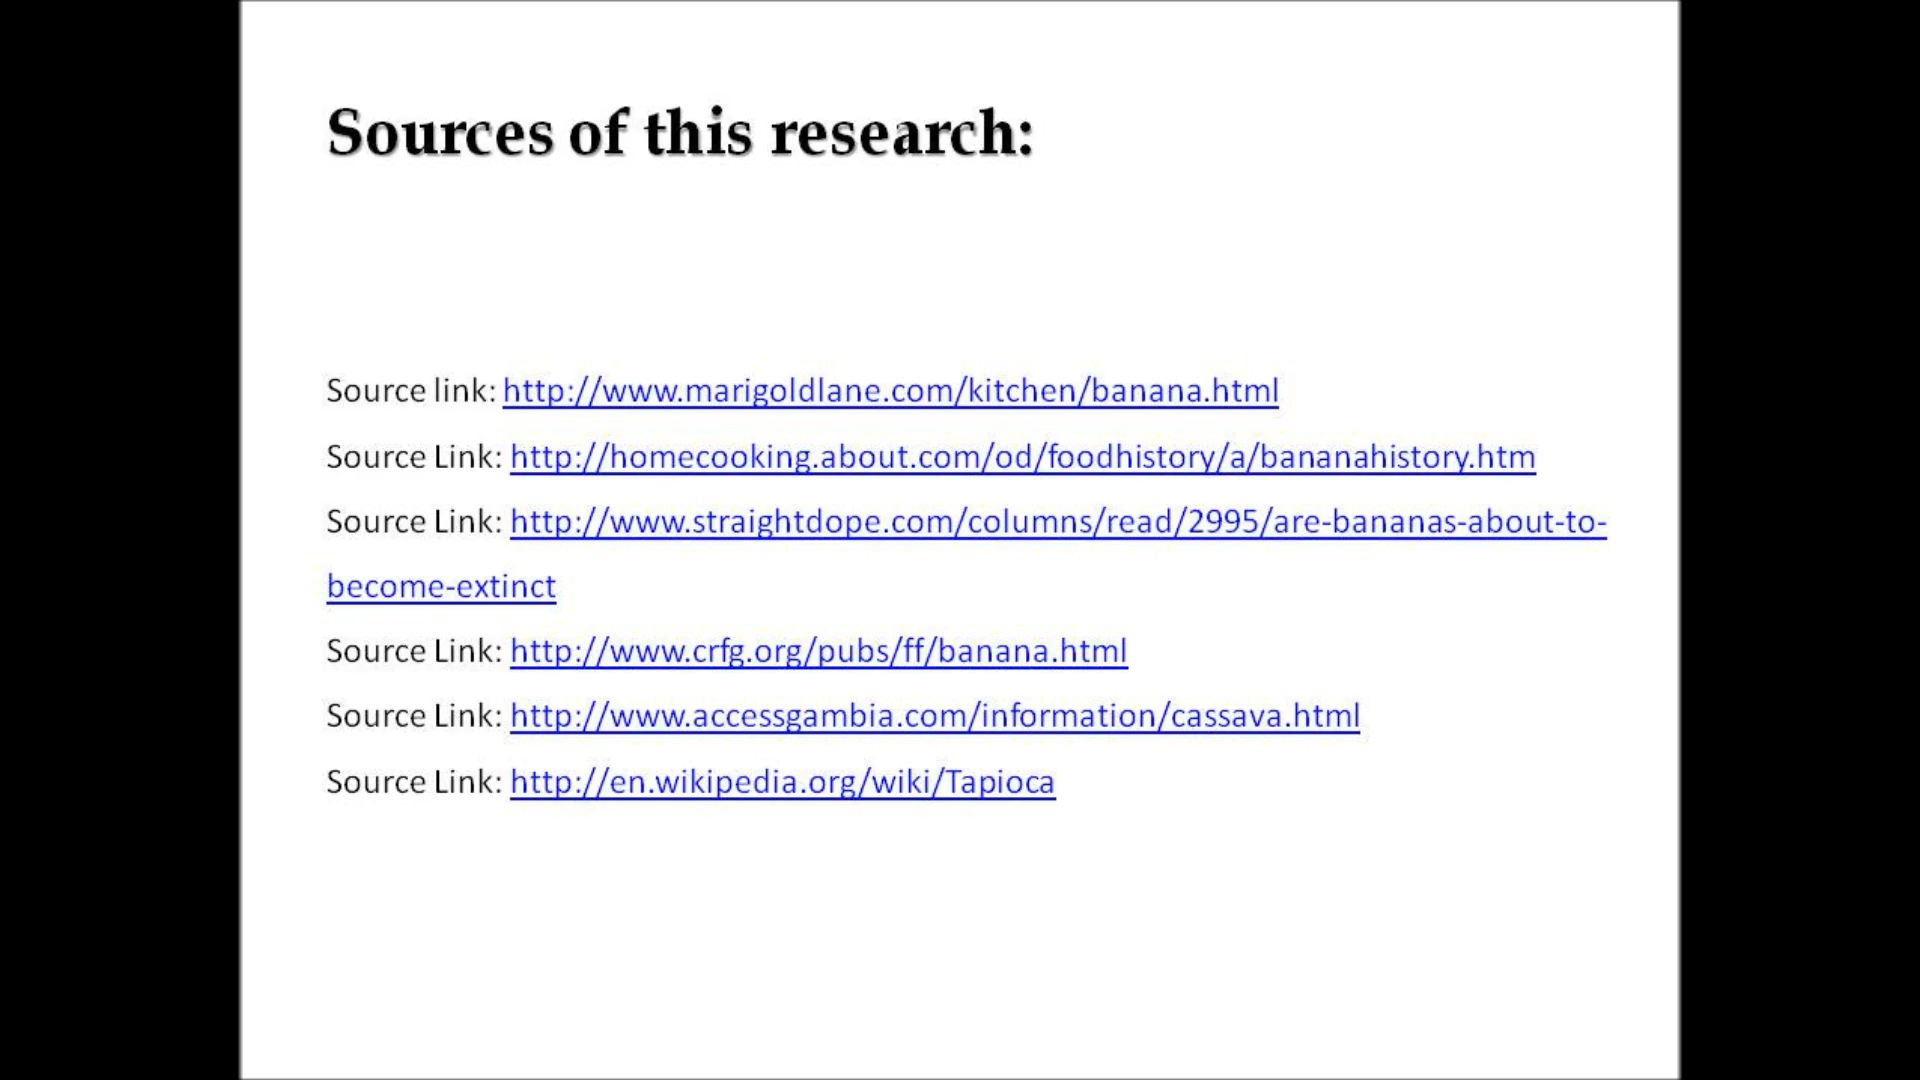 Sources of this research:
Source link: http://www.marigoldlane.com/kitchen/banana.html
Source Link: http://homecooking.about.com/od/foodhistory/a/bananahistory.htm
Source Link: http://www.straightdope.com/columns/read/2995/are-bananas-about-to-
become-extinct
Source Link: http://www.crfg.org/pubs/ff/banana.html
Source Link: http://www.accessgambia.com/information/cassava.html
Source Link: http://en.wikipedia.org/wiki/Tapioca